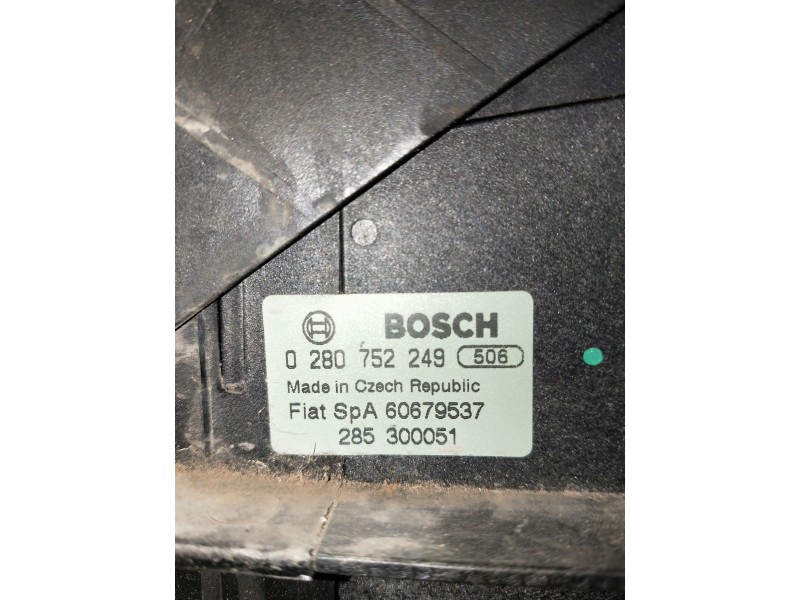 BOSCH
0 280 752 249 506
Made in Czech Republic
Fiat SpA 60679537
285 300051